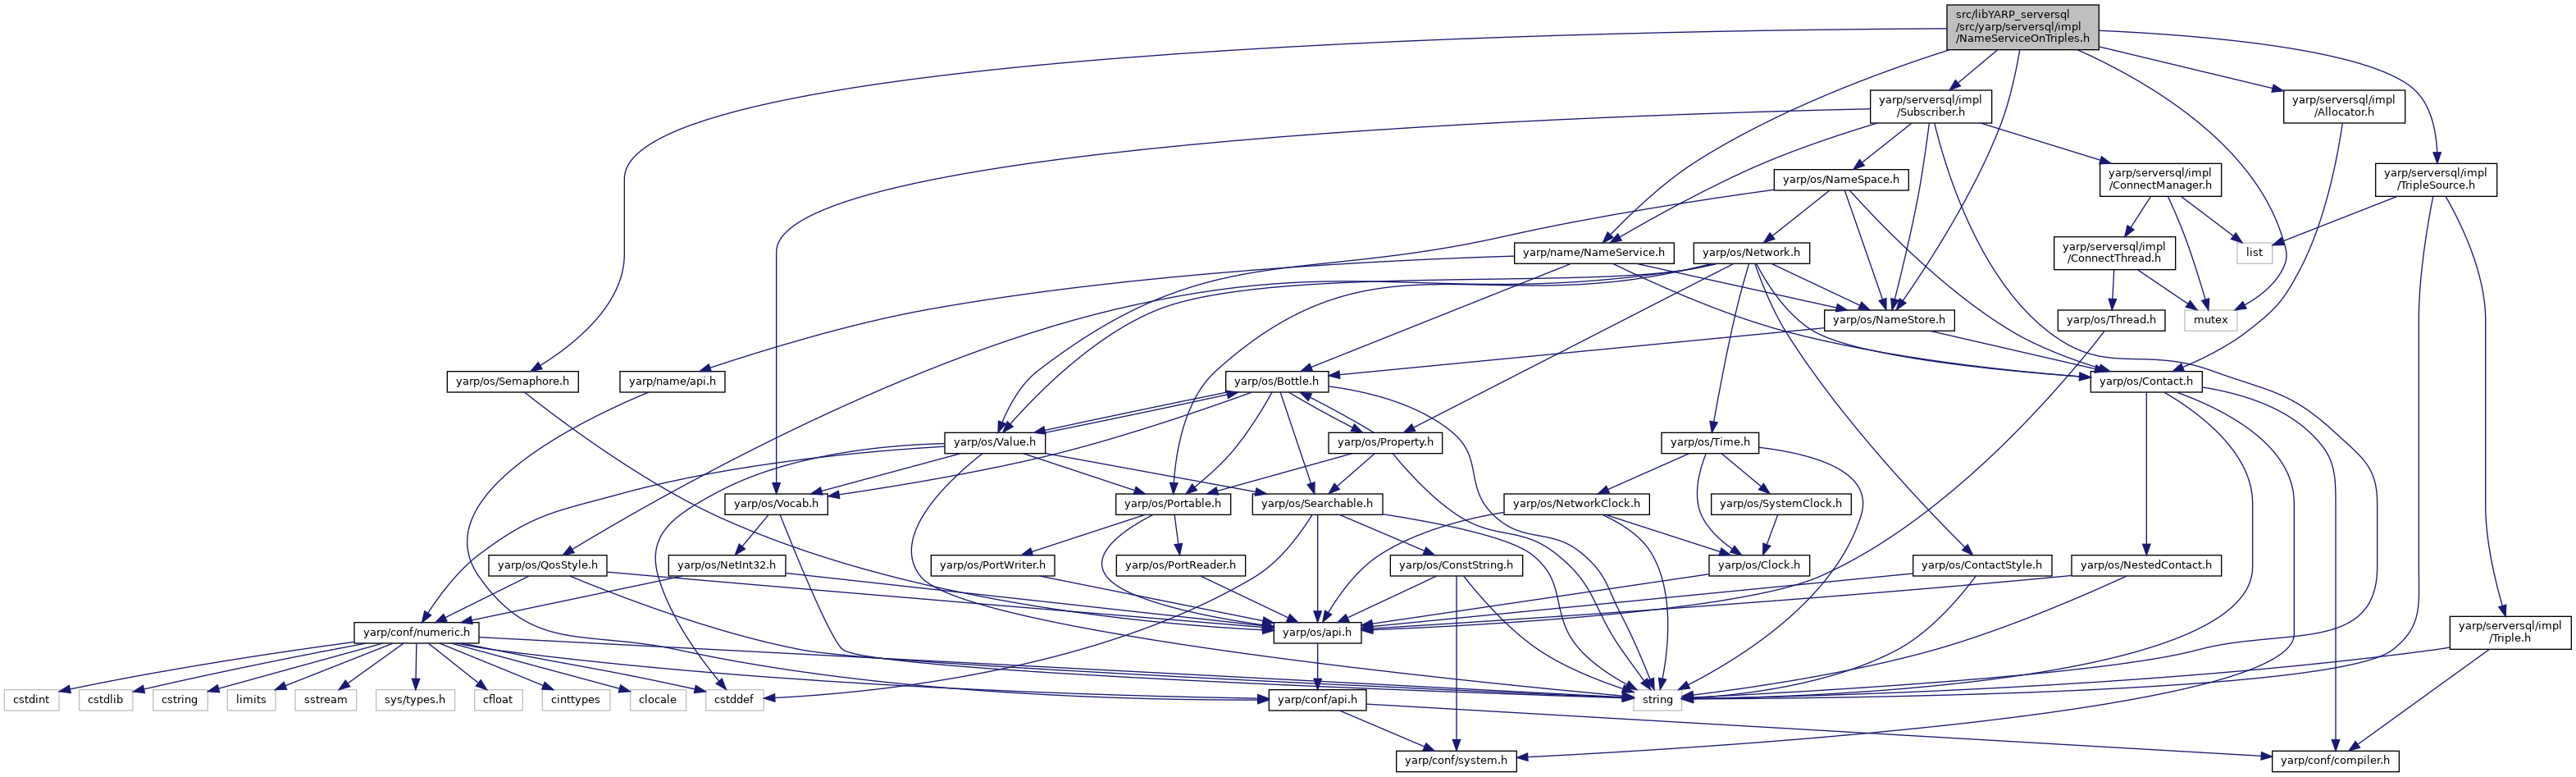 src/libYARP_serversql
/src/yarp/serversql/impl
/NameServiceOnTriples.h
yarp/serversql/impl
/Subscriber.h
yarp/serversql/impl
/Allocator.h
yarp/os/NameSpace.h
yarp/serversql/impl
/ConnectManager.h
yarp/serversql/impl
/TripleSource.h
yarp/name/NameService.h
yarp/os/Network.h
yarp/serversql/impl
/ConnectThread.h
list
yarp/os/NameStore.h
yarp/os/Thread.h
mutex
yarp/os/Semaphore.h
yarp/name/api.h
yarp/os/Bottle.h
yarp/os/Contact.h
yarp/os/Value.h
yarp/os/Property.h
yarp/os/Time.h
yarp/os/Vocab.h
yarp/os/Portable.h
yarp/os/Searchable.h
yarp/os/NetworkClock.h
yarp/os/SystemClock.h
yarp/os/QosStyle.h
yarp/os/NetInt32.h
yarp/os/PortWriter.h
yarp/os/PortReader.h
yarp/os/ConstString.h
yarp/os/Clock.h
yarp/os/ContactStyle.h
yarp/os/NestedContact.h
yarp/conf/numeric.h
yarp/os/api.h
yarp/serversql/impl
/Triple.h
cstdint
cstdlib
cstring
limits
sstream
sys/types.h
cfloat
cinttypes
clocale
cstddef
yarp/conf/api.h
string
yarp/conf/system.h
yarp/conf/compiler.h